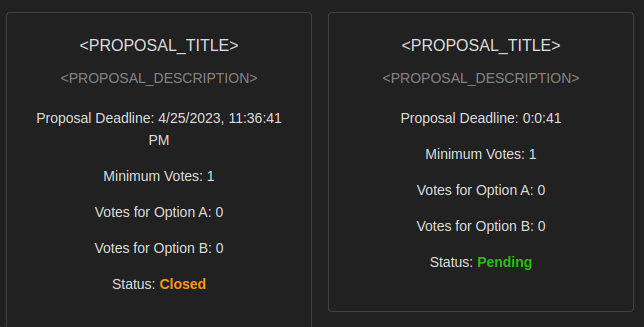 <PROPOSAL_TITLE>
<PROPOSAL_DESCRIPTION>
Proposal Deadline: 4/25/2023, 11:36:41
PM
Minimum Votes: 1
Votes for Option A: 0
Votes for Option B: 0
Status: Closed
<PROPOSAL_TITLE>
<PROPOSAL_DESCRIPTION>
Proposal Deadline: 0:0:41
Minimum Votes: 1
Votes for Option A: 0
Votes for Option B: 0
Status: Pending